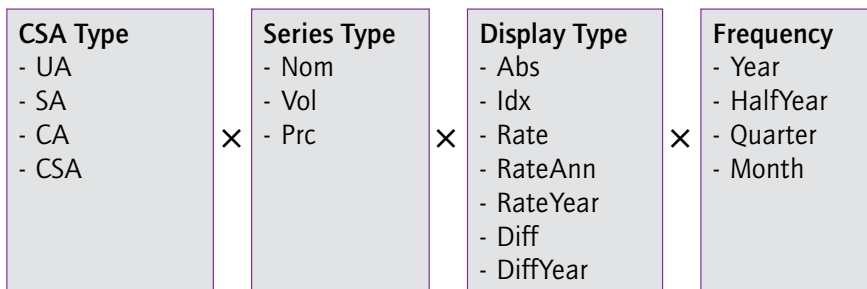 CSA Type
- UA
- SA
- CA
- CSA
×
Series Type
- Nom
- Vol
- Prc
×
Display Type
- Abs
- Idx
- Rate
- RateAnn
- RateYear
- Diff
- DiffYear
×
Frequency
- Year
- HalfYear
- Quarter
- Month